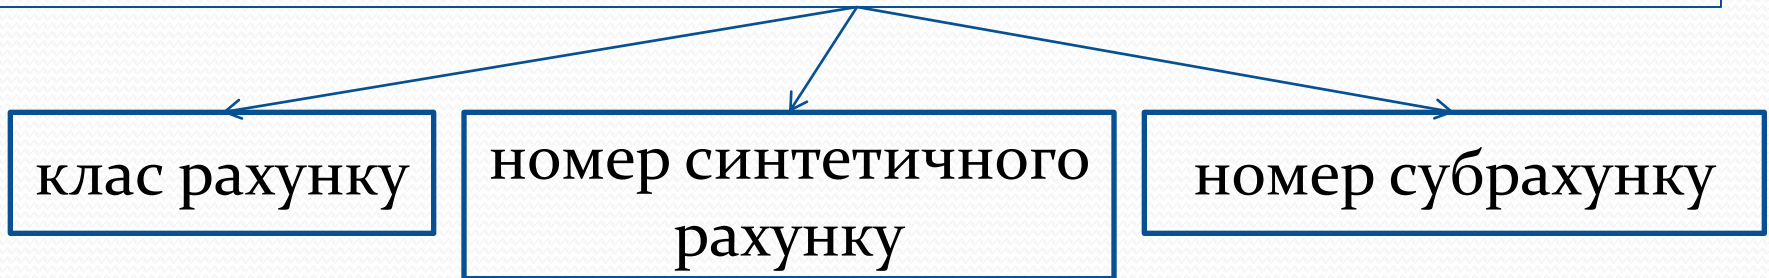 клас рахунку
номер синтетичного
рахунку
номер субрахунку